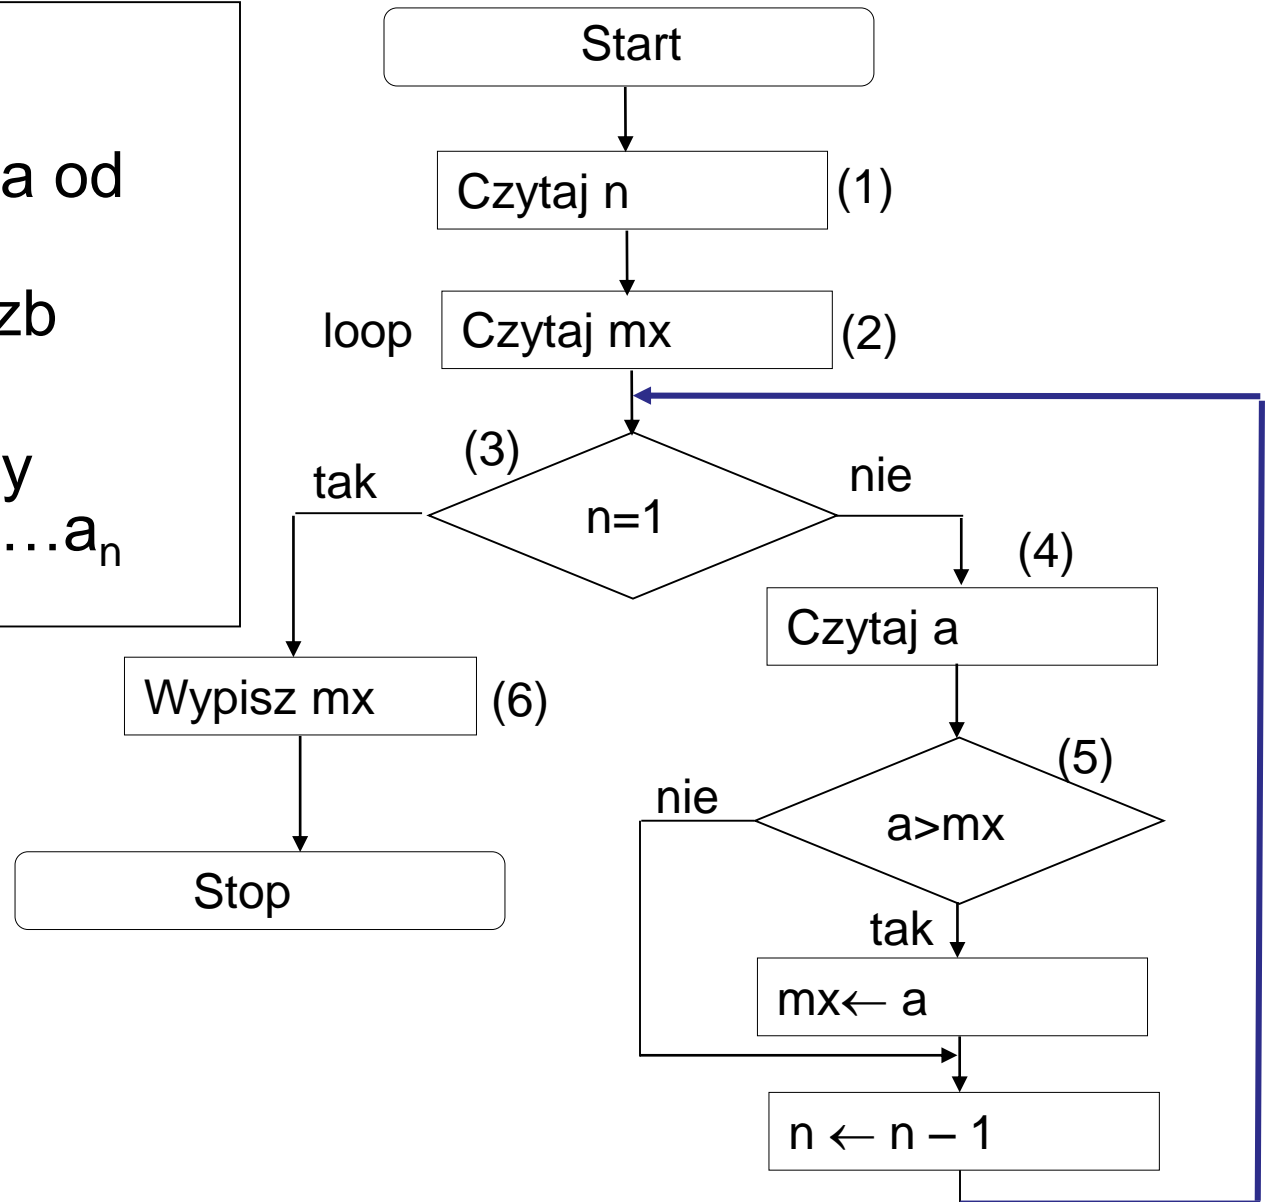 a od
zb
y
…aₙ
Start
Czytaj n
(1)
loop
Czytaj mx
(2)
(3)
tak
n=1
nie
(4)
Czytaj a
Wypisz mx
(6)
(5)
nie
a>mx
Stop
tak
mx← a
n ← n – 1